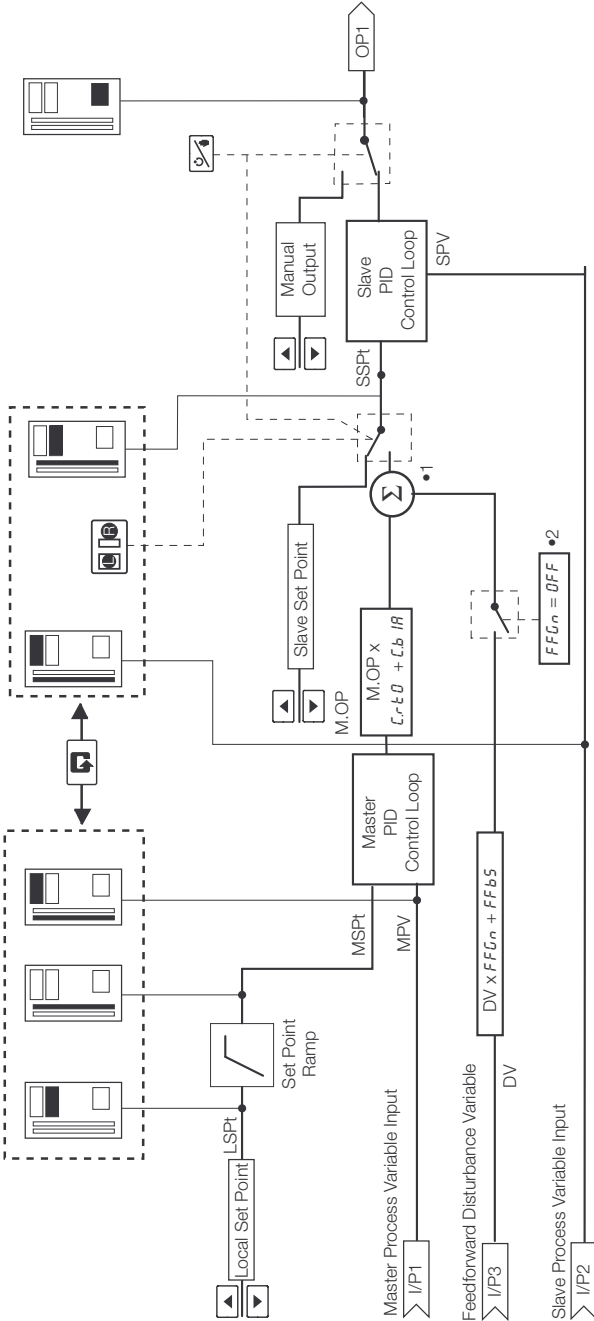 Local Set Point
LSPt
Set Point
Ramp
Master Process Variable Input
I/P1
MSPt
MPV
Master
PID
Control Loop
M.OP
M.OP x
C.rtO + C.bIA
Slave Set Point
Σ
•1
SSPt
Slave
PID
Control Loop
SPV
Manual
Output
OP1
L
R
Feedforward Disturbance Variable
I/P3
DV
DV x FFGn + FFbS
FFGn = OFF
•2
Slave Process Variable Input
I/P2